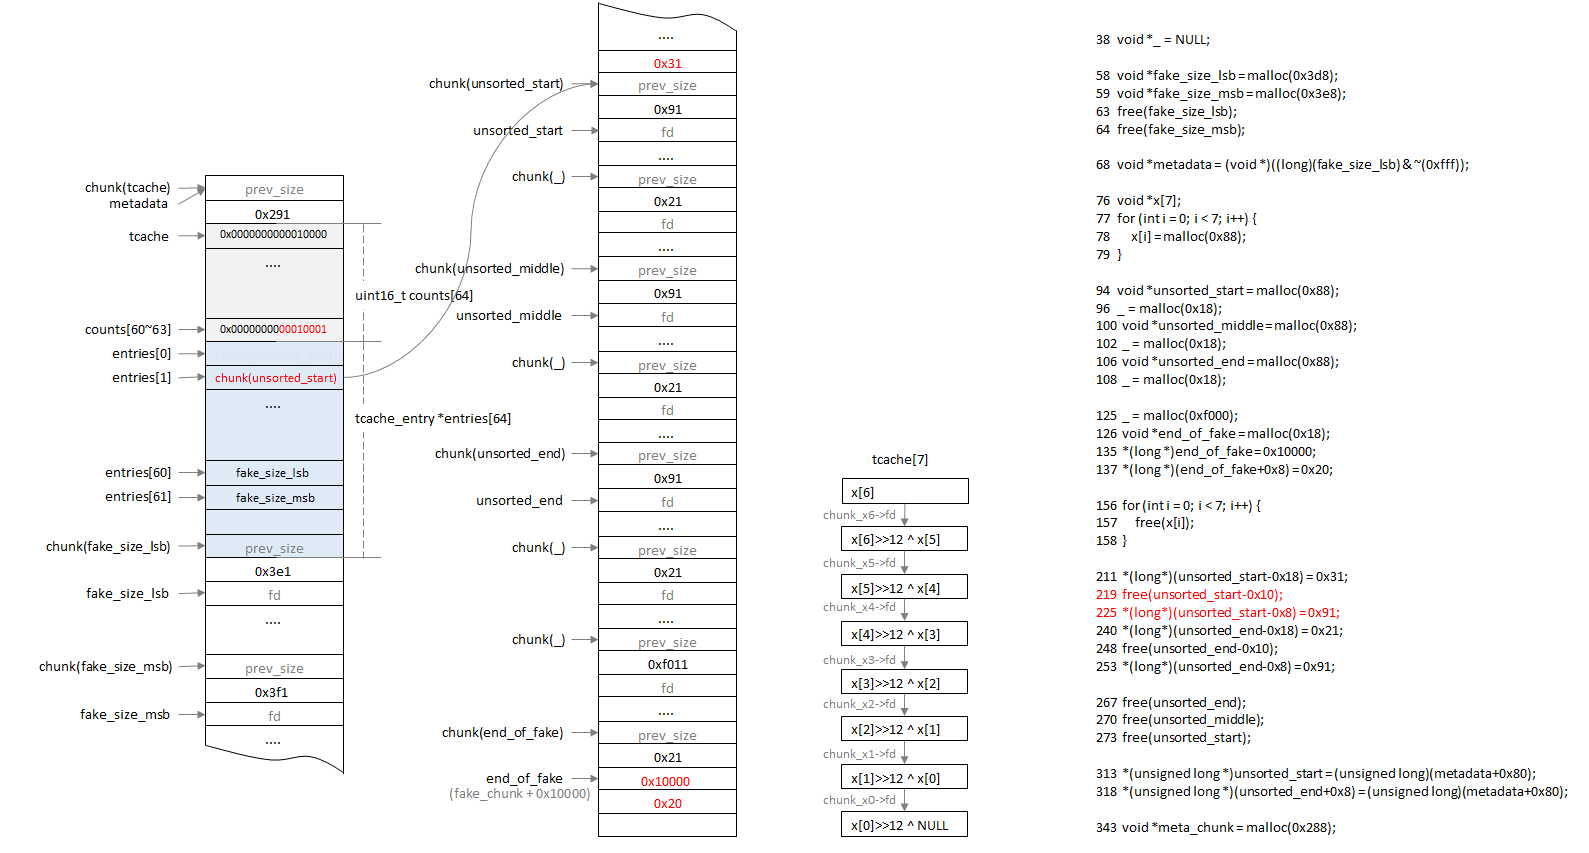 chunk(tcache)
metadata
tcache
counts[60~63]
entries[0]
entries[1]
entries[60]
entries[61]
chunk(fake_size_lsb)
fake_size_lsb
chunk(fake_size_msb)
fake_size_msb
prev_size
0x291
0x0000000000010000
....
0x0000000000010001
chunk(unsorted_start)
....
fake_size_lsb
fake_size_msb
prev_size
0x3e1
fd
....
prev_size
0x3f1
fd
....
uint16_t counts[64]
tcache_entry *entries[64]
chunk(unsorted_start)
unsorted_start
chunk(_)
chunk(unsorted_middle)
unsorted_middle
chunk(_)
chunk(unsorted_end)
unsorted_end
chunk(_)
chunk(_)
chunk(end_of_fake)
end_of_fake
(fake_chunk + 0x10000)
....
0x31
prev_size
0x91
fd
....
prev_size
0x21
fd
....
prev_size
0x91
fd
....
prev_size
0x21
fd
....
prev_size
0x91
fd
....
prev_size
0x21
fd
....
prev_size
0xf011
fd
....
prev_size
0x21
0x10000
0x20
tcache[7]
x[6]
chunk_x6->fd
x[6]>>12 ^ x[5]
chunk_x5->fd
x[5]>>12 ^ x[4]
chunk_x4->fd
x[4]>>12 ^ x[3]
chunk_x3->fd
x[3]>>12 ^ x[2]
chunk_x2->fd
x[2]>>12 ^ x[1]
chunk_x1->fd
x[1]>>12 ^ x[0]
chunk_x0->fd
x[0]>>12 ^ NULL
38 void *_ = NULL;
58 void *fake_size_lsb = malloc(0x3d8);
59 void *fake_size_msb = malloc(0x3e8);
63 free(fake_size_lsb);
64 free(fake_size_msb);
68 void *metadata = (void *)((long)(fake_size_lsb) & ~(0xfff));
76 void *x[7];
77 for (int i = 0; i < 7; i++) {
78 x[i] = malloc(0x88);
79 }
94 void *unsorted_start = malloc(0x88);
96 _ = malloc(0x18);
100 void *unsorted_middle = malloc(0x88);
102 _ = malloc(0x18);
106 void *unsorted_end = malloc(0x88);
108 _ = malloc(0x18);
125 _ = malloc(0xf000);
126 void *end_of_fake = malloc(0x18);
135 *(long *)end_of_fake = 0x10000;
137 *(long *)(end_of_fake+0x8) = 0x20;
156 for (int i = 0; i < 7; i++) {
157 free(x[i]);
158 }
211 *(long*)(unsorted_start-0x18) = 0x31;
219 free(unsorted_start-0x10);
225 *(long*)(unsorted_start-0x8) = 0x91;
240 *(long*)(unsorted_end-0x18) = 0x21;
248 free(unsorted_end-0x10);
253 *(long*)(unsorted_end-0x8) = 0x91;
267 free(unsorted_end);
270 free(unsorted_middle);
273 free(unsorted_start);
313 *(unsigned long *)unsorted_start = (unsigned long)(metadata+0x80);
318 *(unsigned long *)(unsorted_end+0x8) = (unsigned long)(metadata+0x80);
343 void *meta_chunk = malloc(0x288);